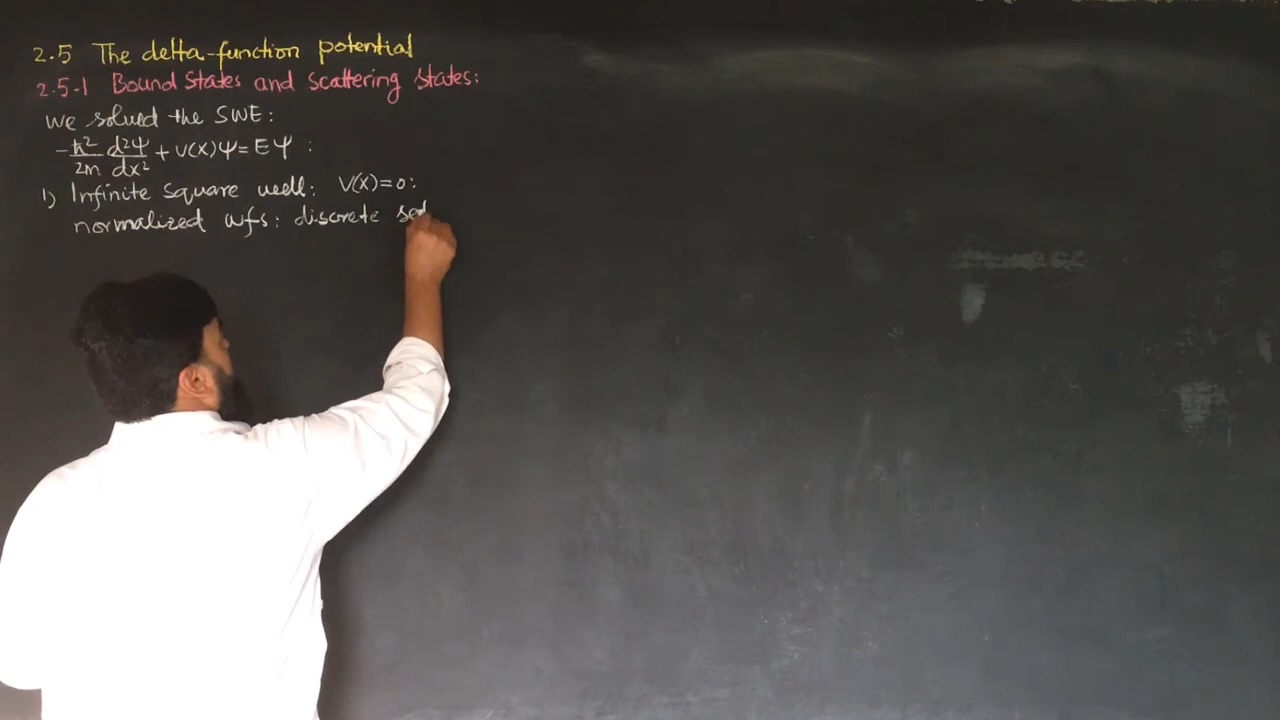 2.5 The delta-function potential
2.5-1 Bound States and scattering states:
We solved the SWE:
-ħ²/2m d²Ψ/dx² + V(x)Ψ = EΨ :
1) Infinite square well: V(x)=0:
normalized wfs: discrete